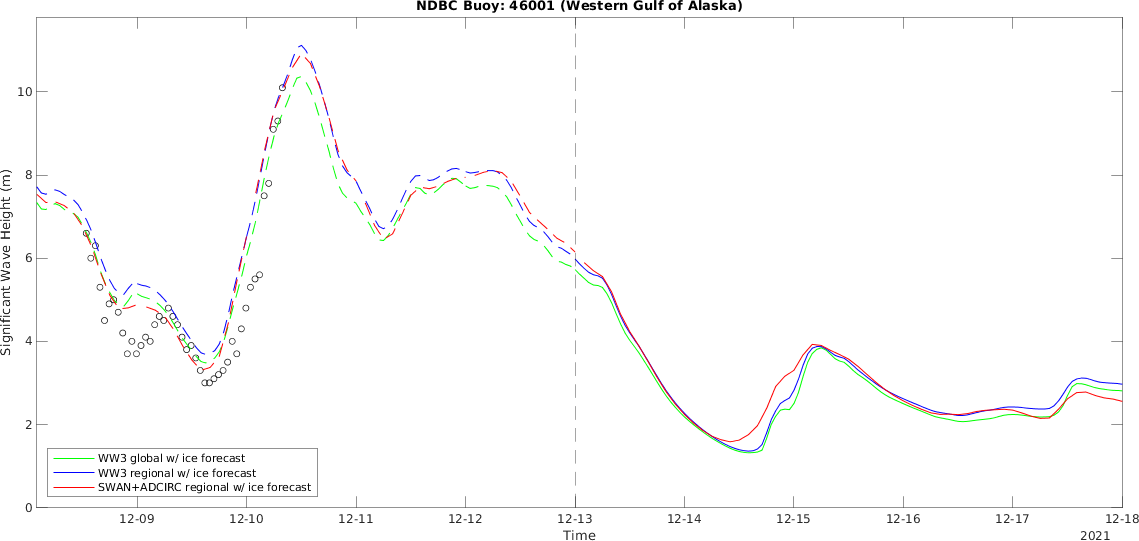 NDBC Buoy: 46001 (Western Gulf of Alaska)
Significant Wave Height (m)
10
8
6
4
2
0
WW3 global w/ ice forecast
WW3 regional w/ ice forecast
SWAN+ADCIRC regional w/ ice forecast
12-09 12-10 12-11 12-12 12-13 12-14 12-15 12-16 12-17 12-18
Time
2021